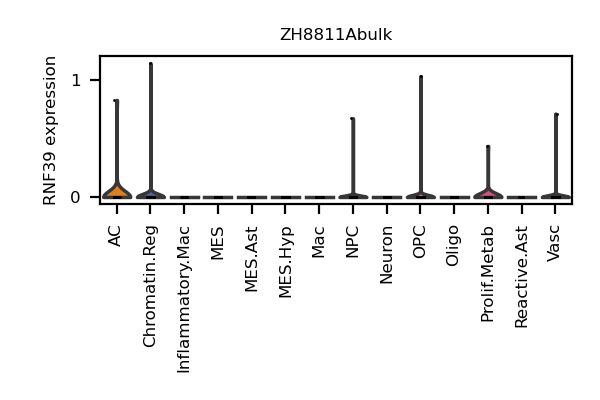 ZH8811Abulk
RNF39 expression
1
0
AC
Chromatin.Reg
Inflammatory.Mac
MES
MES.Ast
MES.Hyp
Mac
NPC
Neuron
OPC
Oligo
Prolif.Metab
Reactive.Ast
Vasc